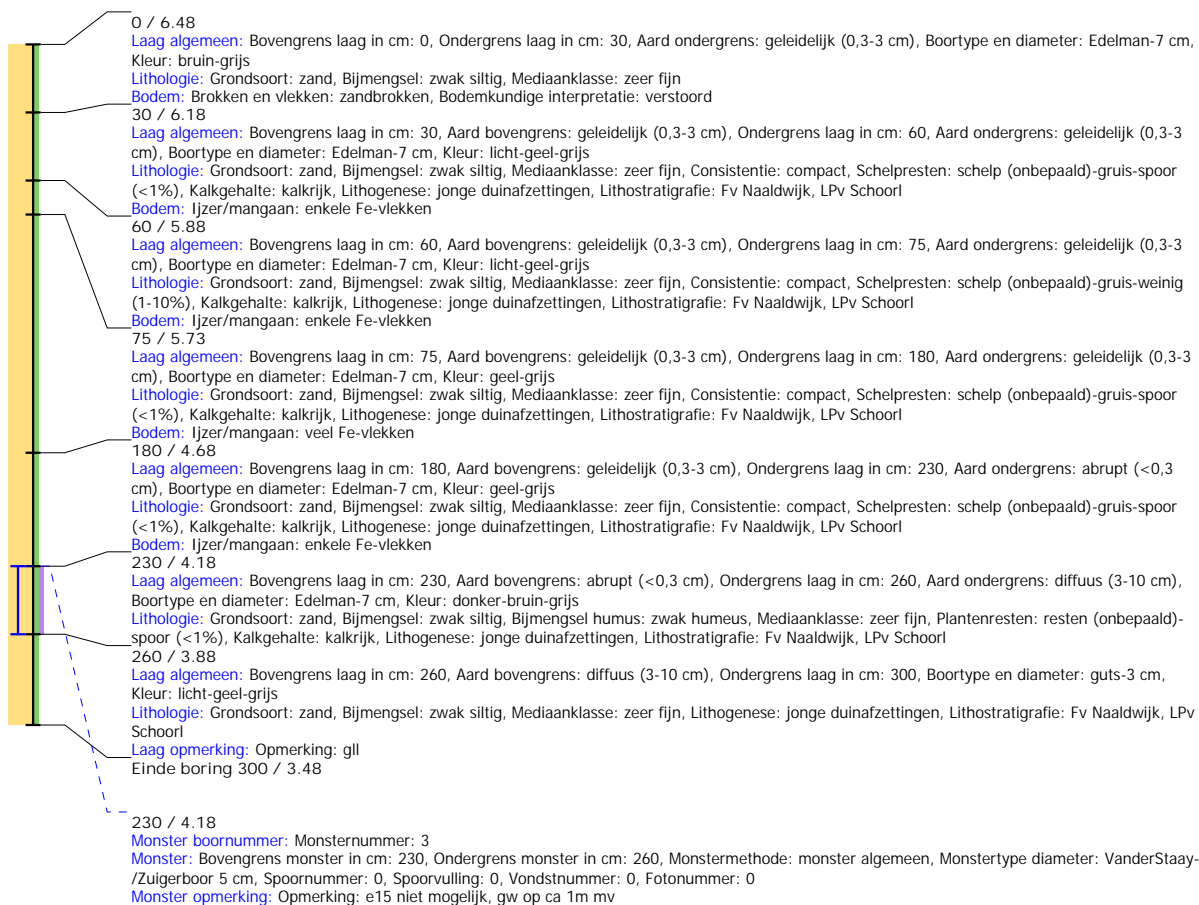 0 / 6.48
Laag algemeen: Bovengrens laag in cm: 0, Ondergrens laag in cm: 30, Aard ondergrens: geleidelijk (0,3-3 cm), Boortype en diameter: Edelman-7 cm,
Kleur: bruin-grijs
Lithologie: Grondsoort: zand, Bijmengsel: zwak siltig, Mediaanklasse: zeer fijn
Bodem: Brokken en vlekken: zandbrokken, Bodemkundige interpretatie: verstoord
30 / 6.18
Laag algemeen: Bovengrens laag in cm: 30, Aard bovengrens: geleidelijk (0,3-3 cm), Ondergrens laag in cm: 60, Aard ondergrens: geleidelijk (0,3-3
cm), Boortype en diameter: Edelman-7 cm, Kleur: licht-geel-grijs
Lithologie: Grondsoort: zand, Bijmengsel: zwak siltig, Mediaanklasse: zeer fijn, Consistentie: compact, Schelpresten: schelp (onbepaald)-gruis-spoor
(<1%), Kalkgehalte: kalkrijk, Lithogenese: jonge duinafzettingen, Lithostratigrafie: Fv Naaldwijk, LPv Schoorl
Bodem: Ijzer/mangaan: enkele Fe-vlekken
60 / 5.88
Laag algemeen: Bovengrens laag in cm: 60, Aard bovengrens: geleidelijk (0,3-3 cm), Ondergrens laag in cm: 75, Aard ondergrens: geleidelijk (0,3-3
cm), Boortype en diameter: Edelman-7 cm, Kleur: licht-geel-grijs
Lithologie: Grondsoort: zand, Bijmengsel: zwak siltig, Mediaanklasse: zeer fijn, Consistentie: compact, Schelpresten: schelp (onbepaald)-gruis-weinig
(1-10%), Kalkgehalte: kalkrijk, Lithogenese: jonge duinafzettingen, Lithostratigrafie: Fv Naaldwijk, LPv Schoorl
Bodem: Ijzer/mangaan: enkele Fe-vlekken
75 / 5.73
Laag algemeen: Bovengrens laag in cm: 75, Aard bovengrens: geleidelijk (0,3-3 cm), Ondergrens laag in cm: 180, Aard ondergrens: geleidelijk (0,3-3
cm), Boortype en diameter: Edelman-7 cm, Kleur: geel-grijs
Lithologie: Grondsoort: zand, Bijmengsel: zwak siltig, Mediaanklasse: zeer fijn, Consistentie: compact, Schelpresten: schelp (onbepaald)-gruis-spoor
(<1%), Kalkgehalte: kalkrijk, Lithogenese: jonge duinafzettingen, Lithostratigrafie: Fv Naaldwijk, LPv Schoorl
Bodem: Ijzer/mangaan: veel Fe-vlekken
180 / 4.68
Laag algemeen: Bovengrens laag in cm: 180, Aard bovengrens: geleidelijk (0,3-3 cm), Ondergrens laag in cm: 230, Aard ondergrens: abrupt (<0,3
cm), Boortype en diameter: Edelman-7 cm, Kleur: geel-grijs
Lithologie: Grondsoort: zand, Bijmengsel: zwak siltig, Mediaanklasse: zeer fijn, Consistentie: compact, Schelpresten: schelp (onbepaald)-gruis-spoor
(<1%), Kalkgehalte: kalkrijk, Lithogenese: jonge duinafzettingen, Lithostratigrafie: Fv Naaldwijk, LPv Schoorl
Bodem: Ijzer/mangaan: enkele Fe-vlekken
230 / 4.18
Laag algemeen: Bovengrens laag in cm: 230, Aard bovengrens: abrupt (<0,3 cm), Ondergrens laag in cm: 260, Aard ondergrens: diffuus (3-10 cm),
Boortype en diameter: Edelman-7 cm, Kleur: donker-bruin-grijs
Lithologie: Grondsoort: zand, Bijmengsel: zwak siltig, Bijmengsel humus: zwak humeus, Mediaanklasse: zeer fijn, Plantenresten: resten (onbepaald)-
spoor (<1%), Kalkgehalte: kalkrijk, Lithogenese: jonge duinafzettingen, Lithostratigrafie: Fv Naaldwijk, LPv Schoorl
260 / 3.88
Laag algemeen: Bovengrens laag in cm: 260, Aard bovengrens: diffuus (3-10 cm), Ondergrens laag in cm: 300, Boortype en diameter: guts-3 cm,
Kleur: licht-geel-grijs
Lithologie: Grondsoort: zand, Bijmengsel: zwak siltig, Mediaanklasse: zeer fijn, Lithogenese: jonge duinafzettingen, Lithostratigrafie: Fv Naaldwijk, LPv
Schoorl
Laag opmerking: Opmerking: gll
Einde boring 300 / 3.48
230 / 4.18
Monster boornummer: Monsternummer: 3
Monster: Bovengrens monster in cm: 230, Ondergrens monster in cm: 260, Monstermethode: monster algemeen, Monstertype diameter: VanderStaay-
/Zuigerboor 5 cm, Spoornummer: 0, Spoorvulling: 0, Vondstnummer: 0, Fotonummer: 0
Monster opmerking: Opmerking: e15 niet mogelijk, gw op ca 1m mv